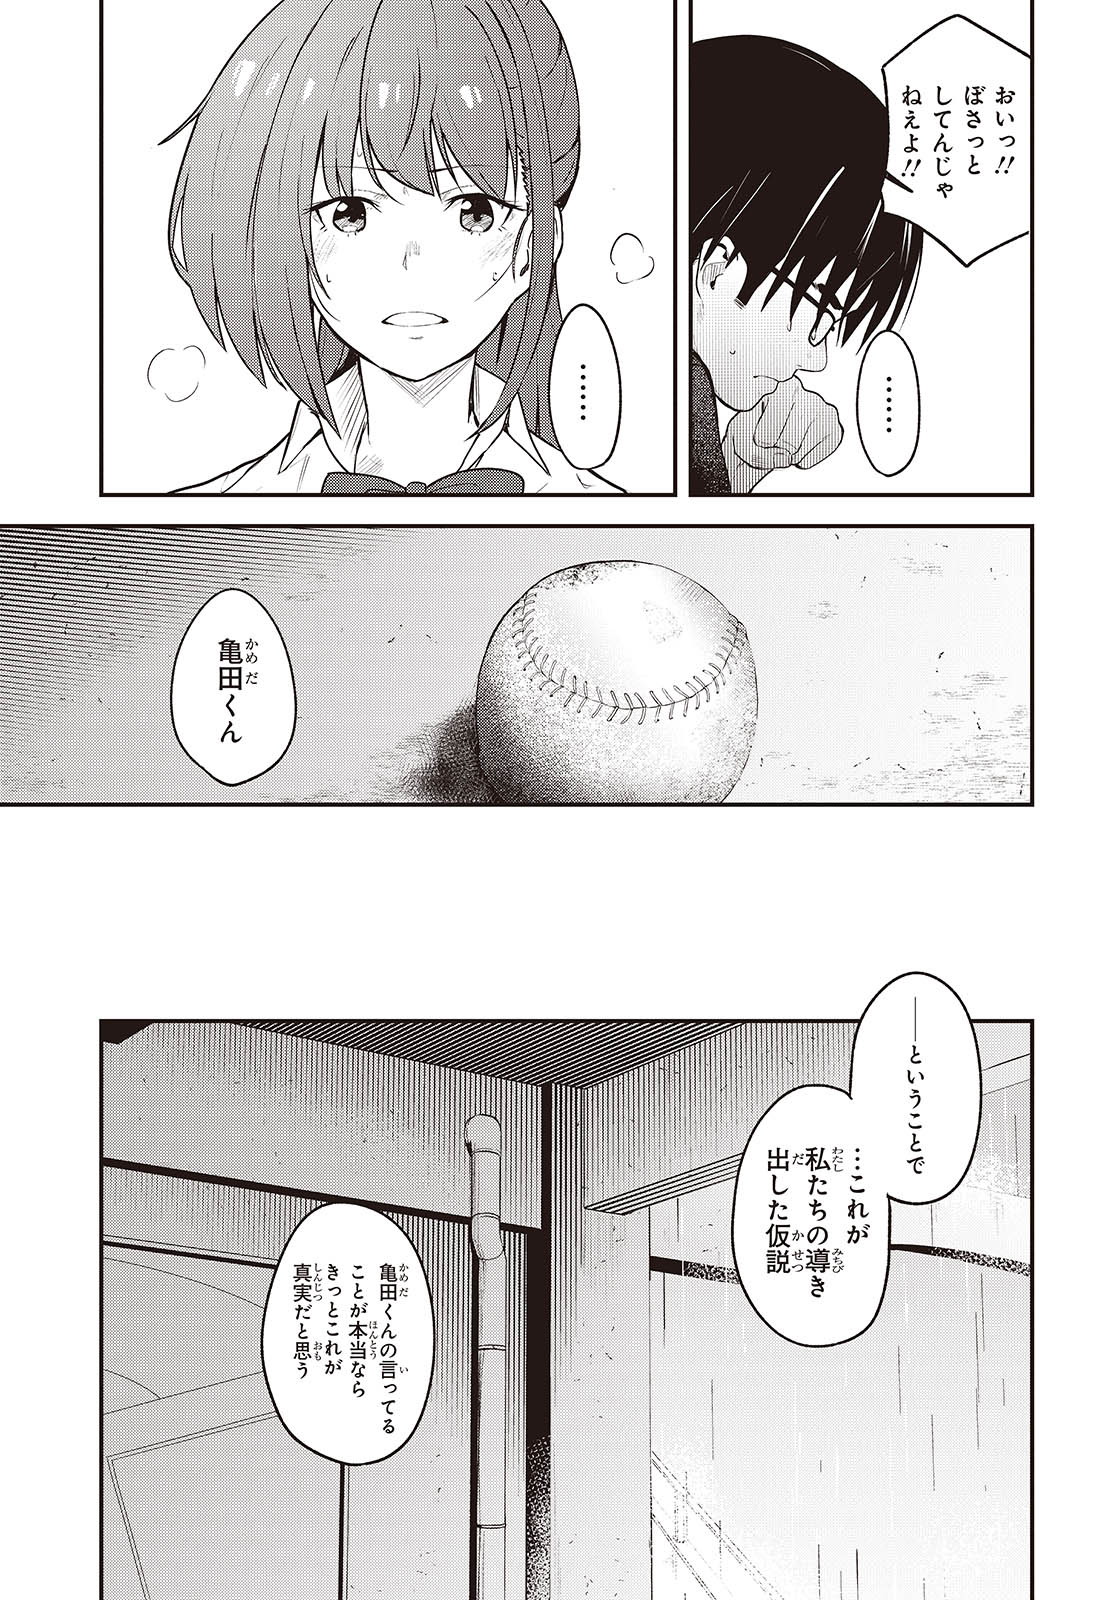 おいっ!!
ぼさっと
してんじゃ
ねえよ!!
……
……
亀田くん
――ということで
…これが
私たちの導き
出した仮説
亀田くんの言ってる
ことが本当なら
きっとこれが
真実だと思う